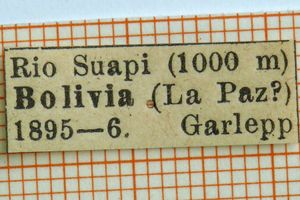 Rio Suapi (1000 m)
Bolivia (La Paz?)
1895—6. Garlepp